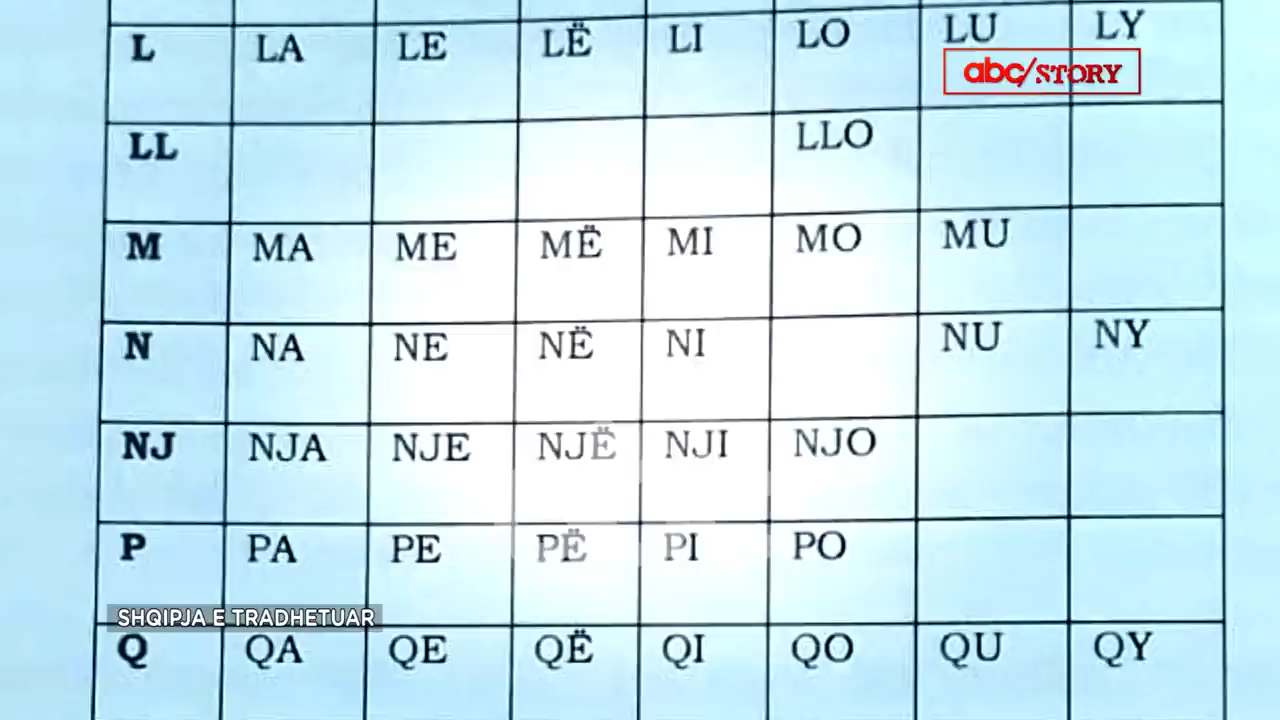 L LA LE LË LI LO LU LY
abc/STORY
LL LLO
M MA ME MË MI MO MU
N NA NE NË NI NU NY
NJ NJA NJE NJË NJI NJO
P PA PE PË PI PO
SHQIPJA E TRADHETUAR
Q QA QE QË QI QO QU QY